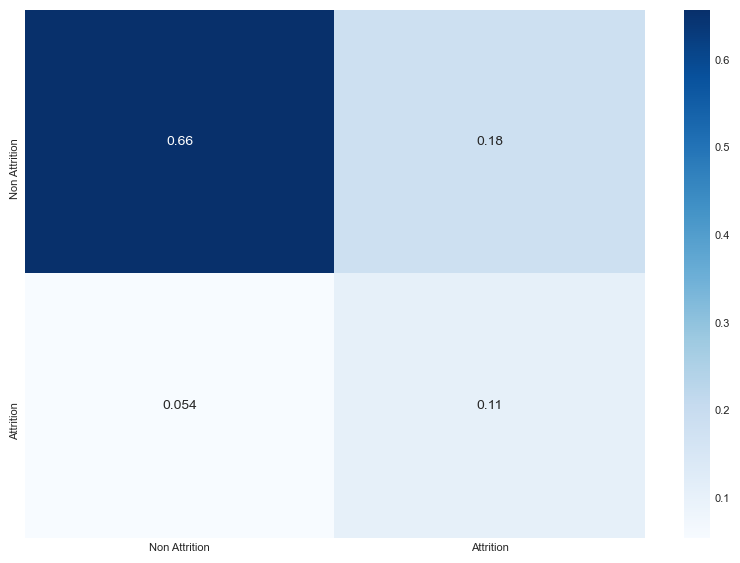 Non Attrition
0.66
0.18
Attrition
0.054
0.11
Non Attrition
Attrition
0.6
0.5
0.4
0.3
0.2
0.1